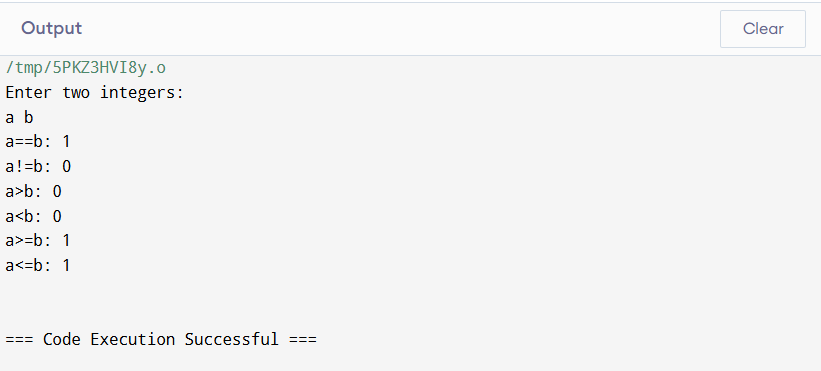 Output
Clear
/tmp/5PKZ3HVI8y.o
Enter two integers:
a b
a==b: 1
a!=b: 0
a>b: 0
a<b: 0
a>=b: 1
a<=b: 1
=== Code Execution Successful ===